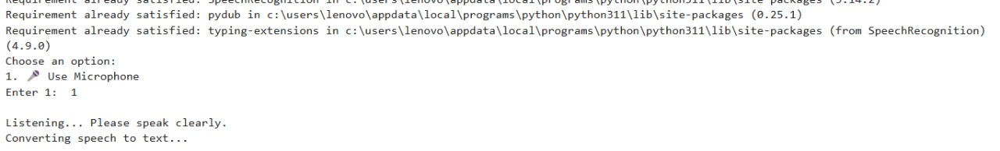 Requirement already satisfied: SpeechRecognition in c:\users\lenovo\appdata\local\programs\python\python311\lib\site-packages (3.14.2)
Requirement already satisfied: pydub in c:\users\lenovo\appdata\local\programs\python\python311\lib\site-packages (0.25.1)
Requirement already satisfied: typing-extensions in c:\users\lenovo\appdata\local\programs\python\python311\lib\site-packages (from SpeechRecognition)
(4.9.0)
Choose an option:
1. 🎤 Use Microphone
Enter 1:  1
Listening... Please speak clearly.
Converting speech to text...